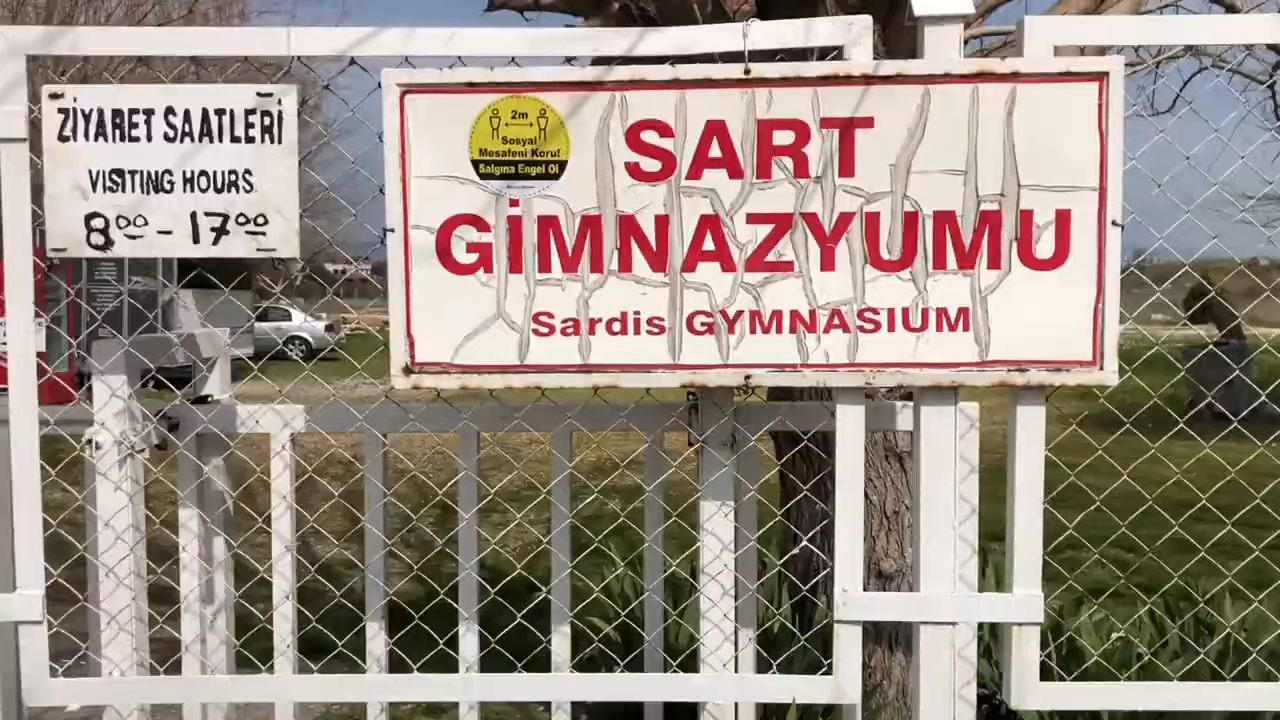 ZİYARET SAATLERİ
VISITING HOURS
8⁰⁰ - 17⁰⁰
2m
Sosyal
Mesafeni Koru!
Salgına Engel Ol
SART
GİMNAZYUMU
Sardis GYMNASIUM